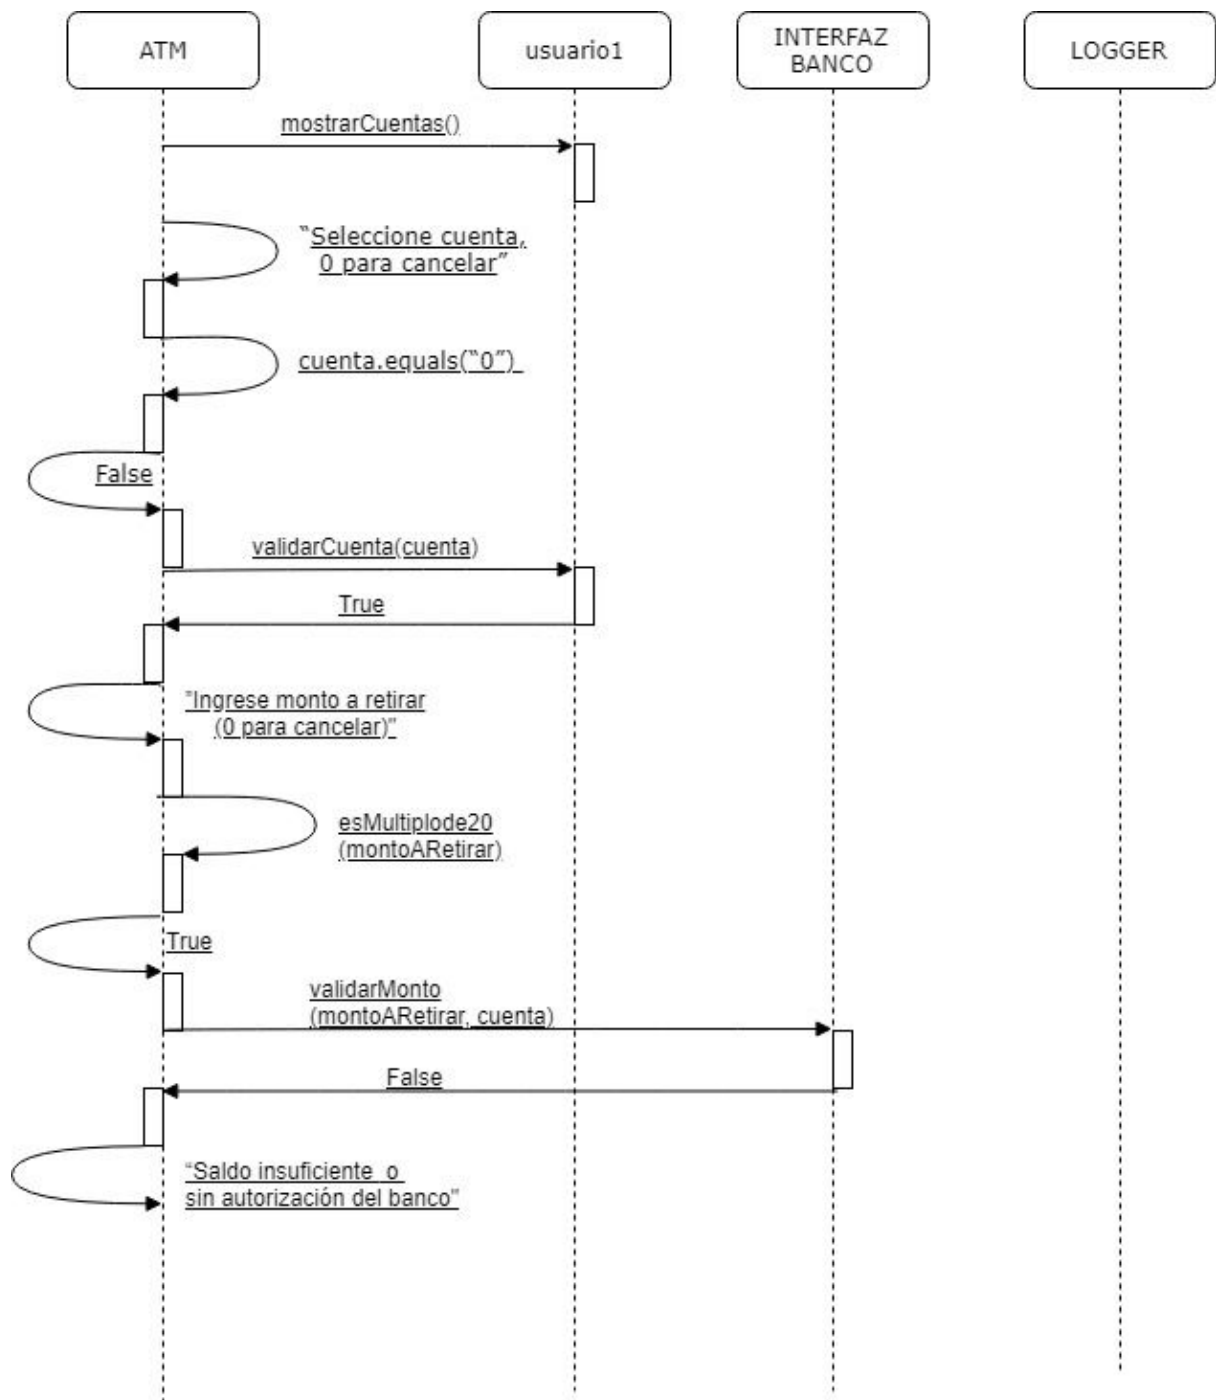 ATM
usuario1
INTERFAZ
BANCO
LOGGER
mostrarCuentas()
“Seleccione cuenta,
0 para cancelar”
cuenta.equals(“0”)
False
validarCuenta(cuenta)
True
"Ingrese monto a retirar
(0 para cancelar)"
esMultiplode20
(montoARetirar)
True
validarMonto
(montoARetirar, cuenta)
False
“Saldo insuficiente o
sin autorización del banco”